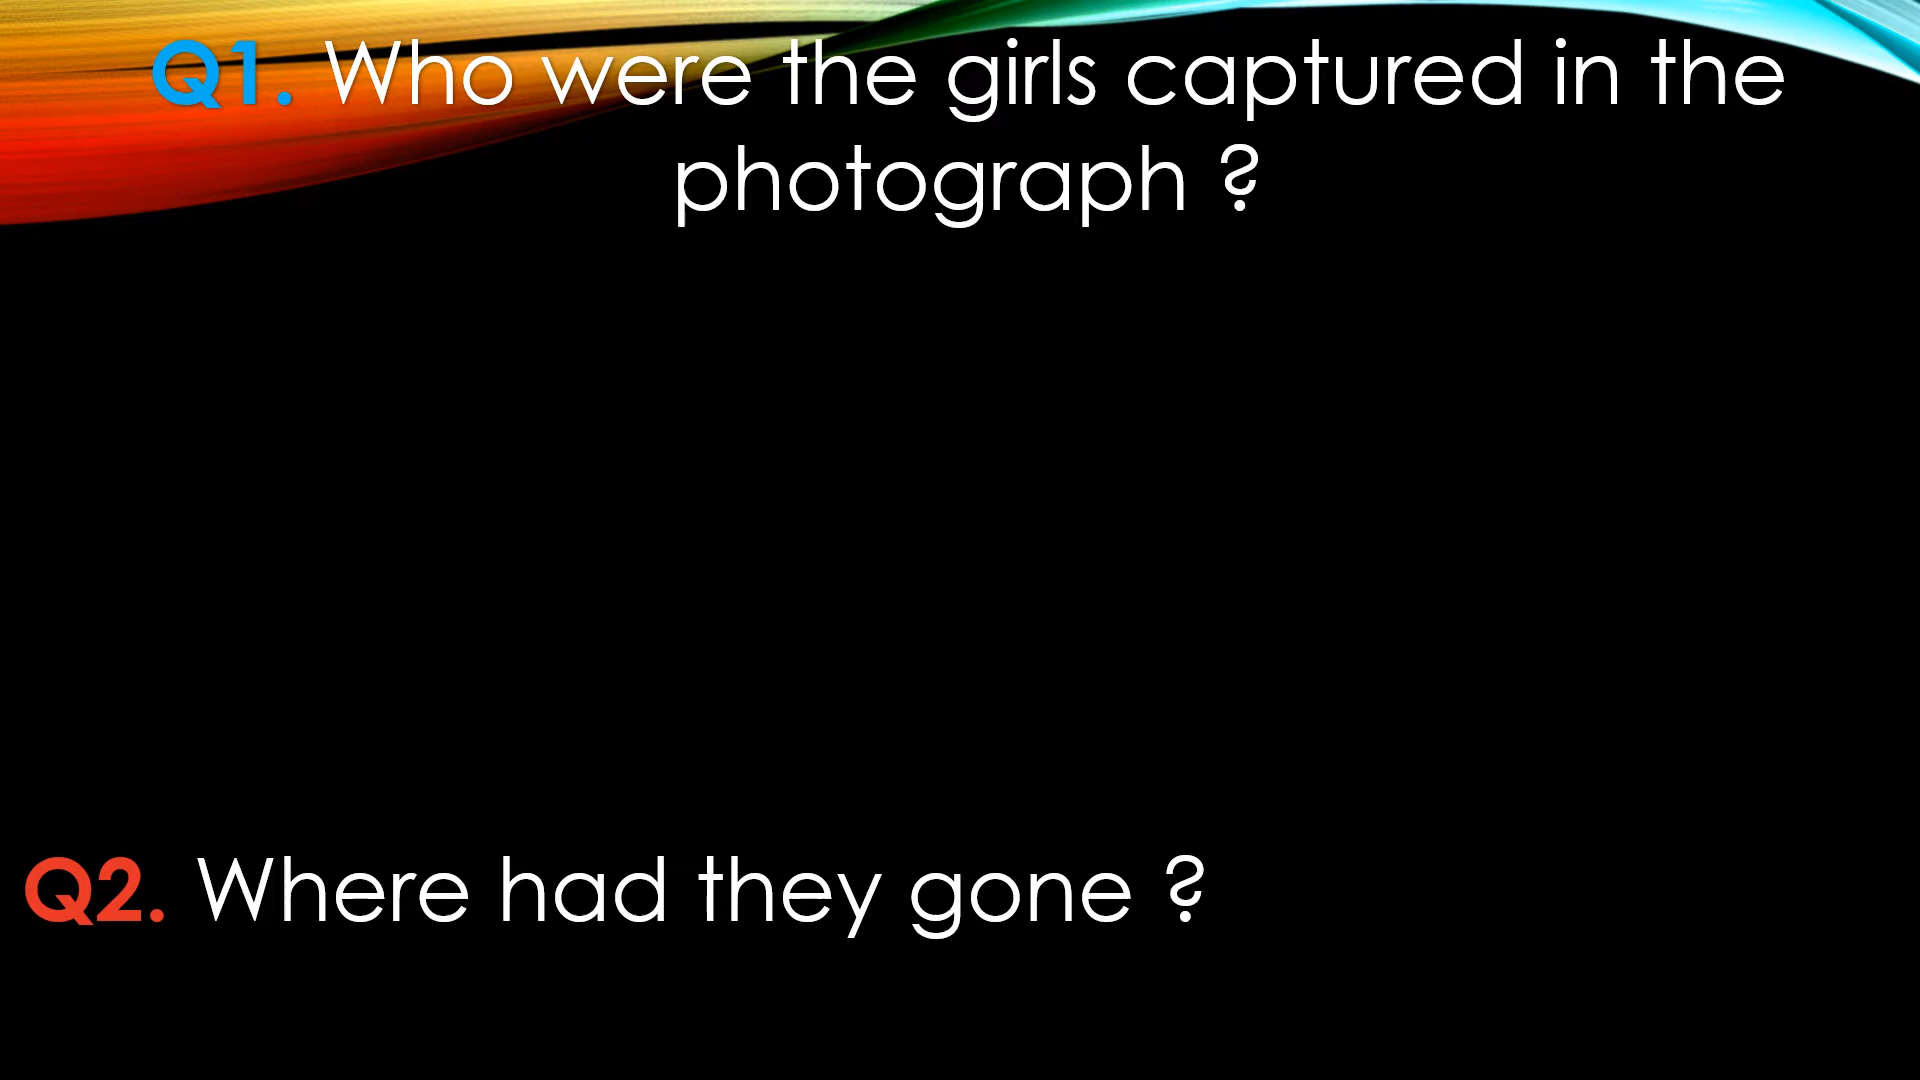 Q1. Who were the girls captured in the
photograph ?
Q2. Where had they gone ?